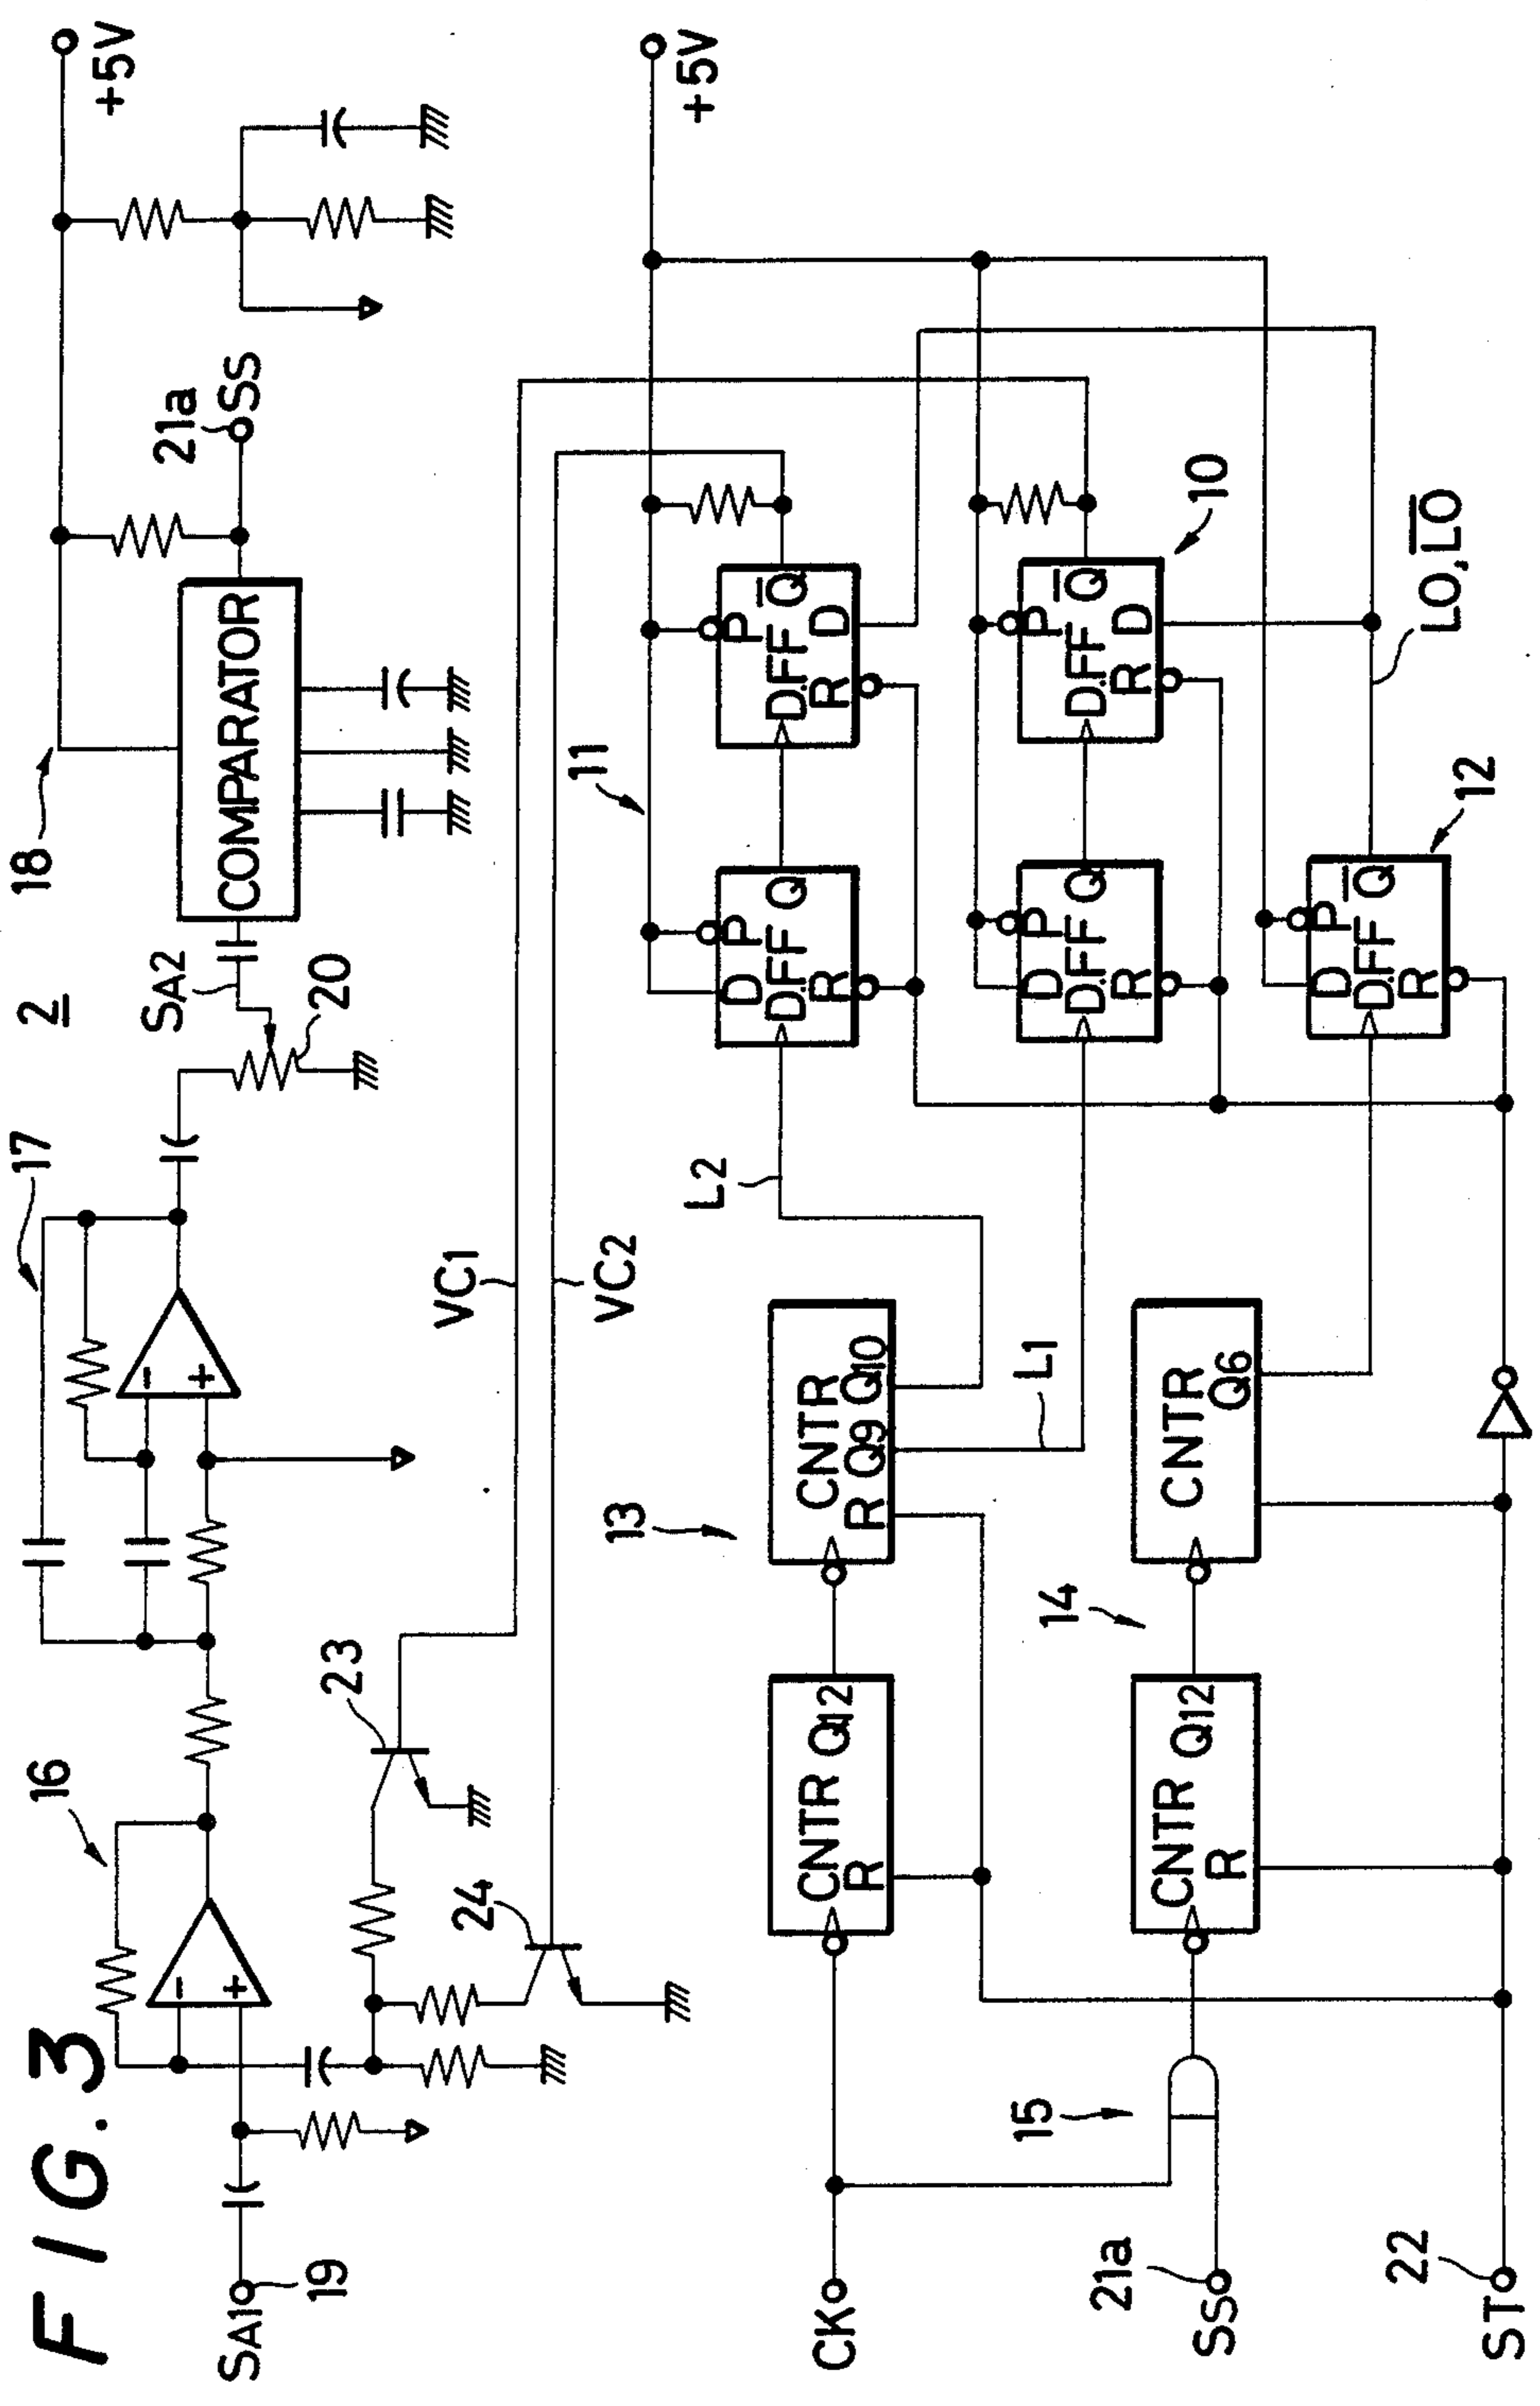 FIG. 3
2
16
17
18
+5V
SA1
19
SA2
20
COMPARATOR
21a
SS
23
24
VC1
VC2
+5V
13
L2
11
D P
DFF Q
R
P Q̅
DFF
R D
CK
CNTR
R Q12
CNTR
R Q9 Q10
L1
D P
DFF Q
R
P Q̅
DFF
R D
10
15
14
21a
SS
CNTR Q12
R
CNTR
Q6
D P Q̅
DFF
R
12
LO, L̅O̅
22
ST